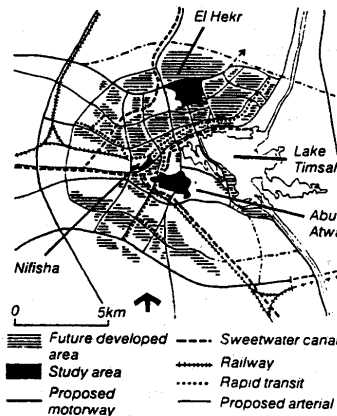 El Hekr
Lake
Timsah
Abu
Atwa
Nifisha
0 5km
Future developed
area
Study area
Proposed
motorway
Sweetwater canal
Railway
Rapid transit
Proposed arterial